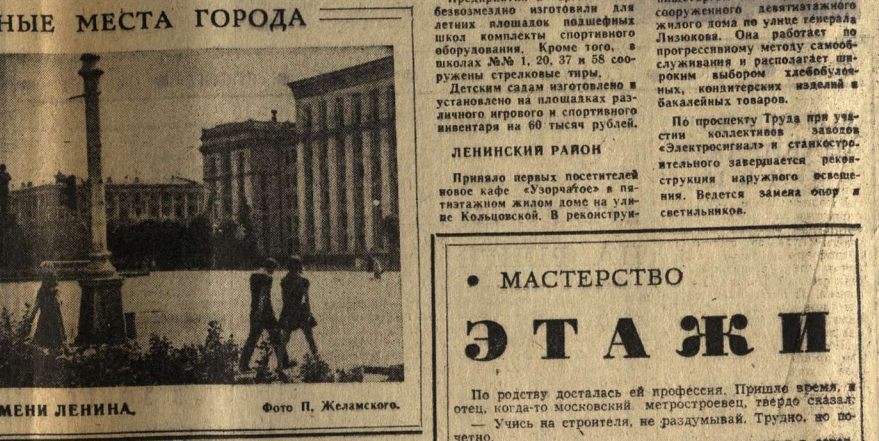 НЫЕ МЕСТА ГОРОДА
МЕНИ ЛЕНИНА.
Фото П. Желамского.
безвозмездно изготовили для
летних площадок подшефных
школ комплекты спортивного
оборудования. Кроме того, в
школах №№ 1, 20, 37 и 58 соо-
ружены стрелковые тиры.
Детским садам изготовлено и
установлено на площадках раз-
личного игрового и спортивного
инвентаря на 60 тысяч рублей.
ЛЕНИНСКИЙ РАЙОН
Приняло первых посетителей
новое кафе «Узорчатое» в пя-
тиэтажном жилом доме на ули-
це Кольцовской. В реконструи-
сооруженного девятиэтажного
жилого дома по улице генерала
Лизюкова. Она работает по
прогрессивному методу самооб-
служивания и располагает ши-
роким выбором хлебобулоч-
ных, кондитерских изделий и
бакалейных товаров.
По проспекту Труда при уча-
стии коллективов заводов
«Электросигнал» и станкостро-
ительного завершается рекон-
струкция наружного освеще-
ния. Ведется замена опор и
светильников.
• МАСТЕРСТВО
ЭТАЖИ
По родству досталась ей профессия. Пришло время, и
отец, когда-то московский метростроевец, твердо сказал:
— Учись на строителя, не раздумывай. Трудно, но по-
четно.